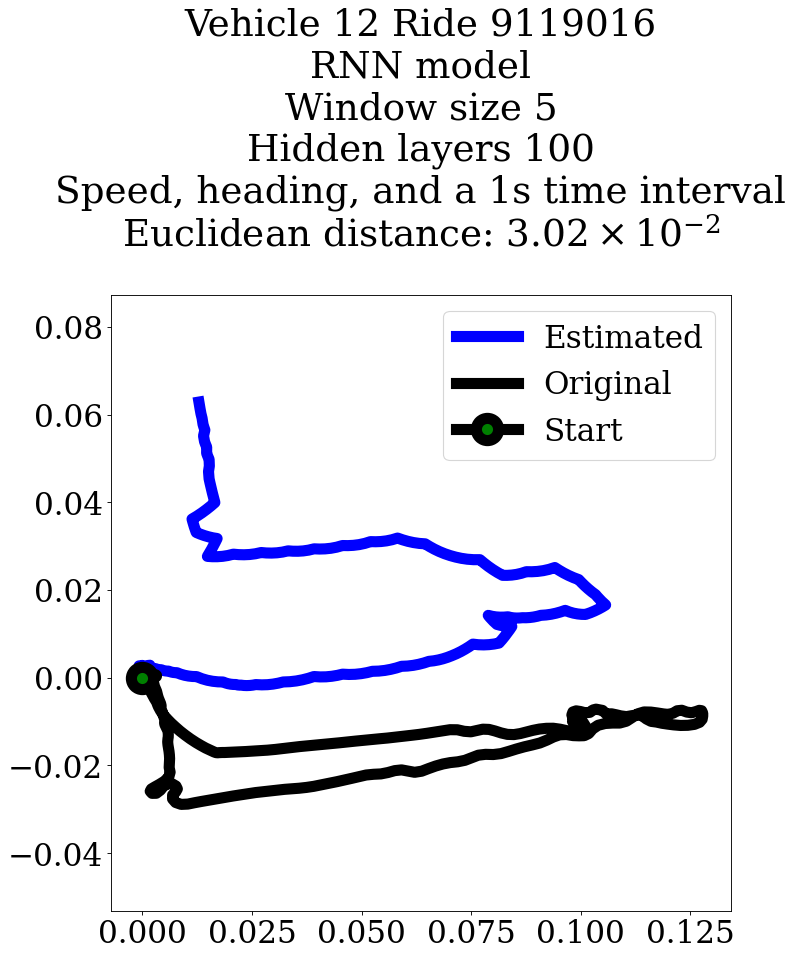 Vehicle 12 Ride 9119016
RNN model
Window size 5
Hidden layers 100
Speed, heading, and a 1s time interval
Euclidean distance: 3.02 × 10⁻²
Estimated
Original
Start
0.08
0.06
0.04
0.02
0.00
−0.02
−0.04
0.000 0.025 0.050 0.075 0.100 0.125